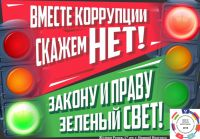 ВМЕСТЕ КОРРУПЦИИ
СКАЖЕМ НЕТ!
ЗАКОНУ И ПРАВУ
ЗЕЛЕНЫЙ СВЕТ!